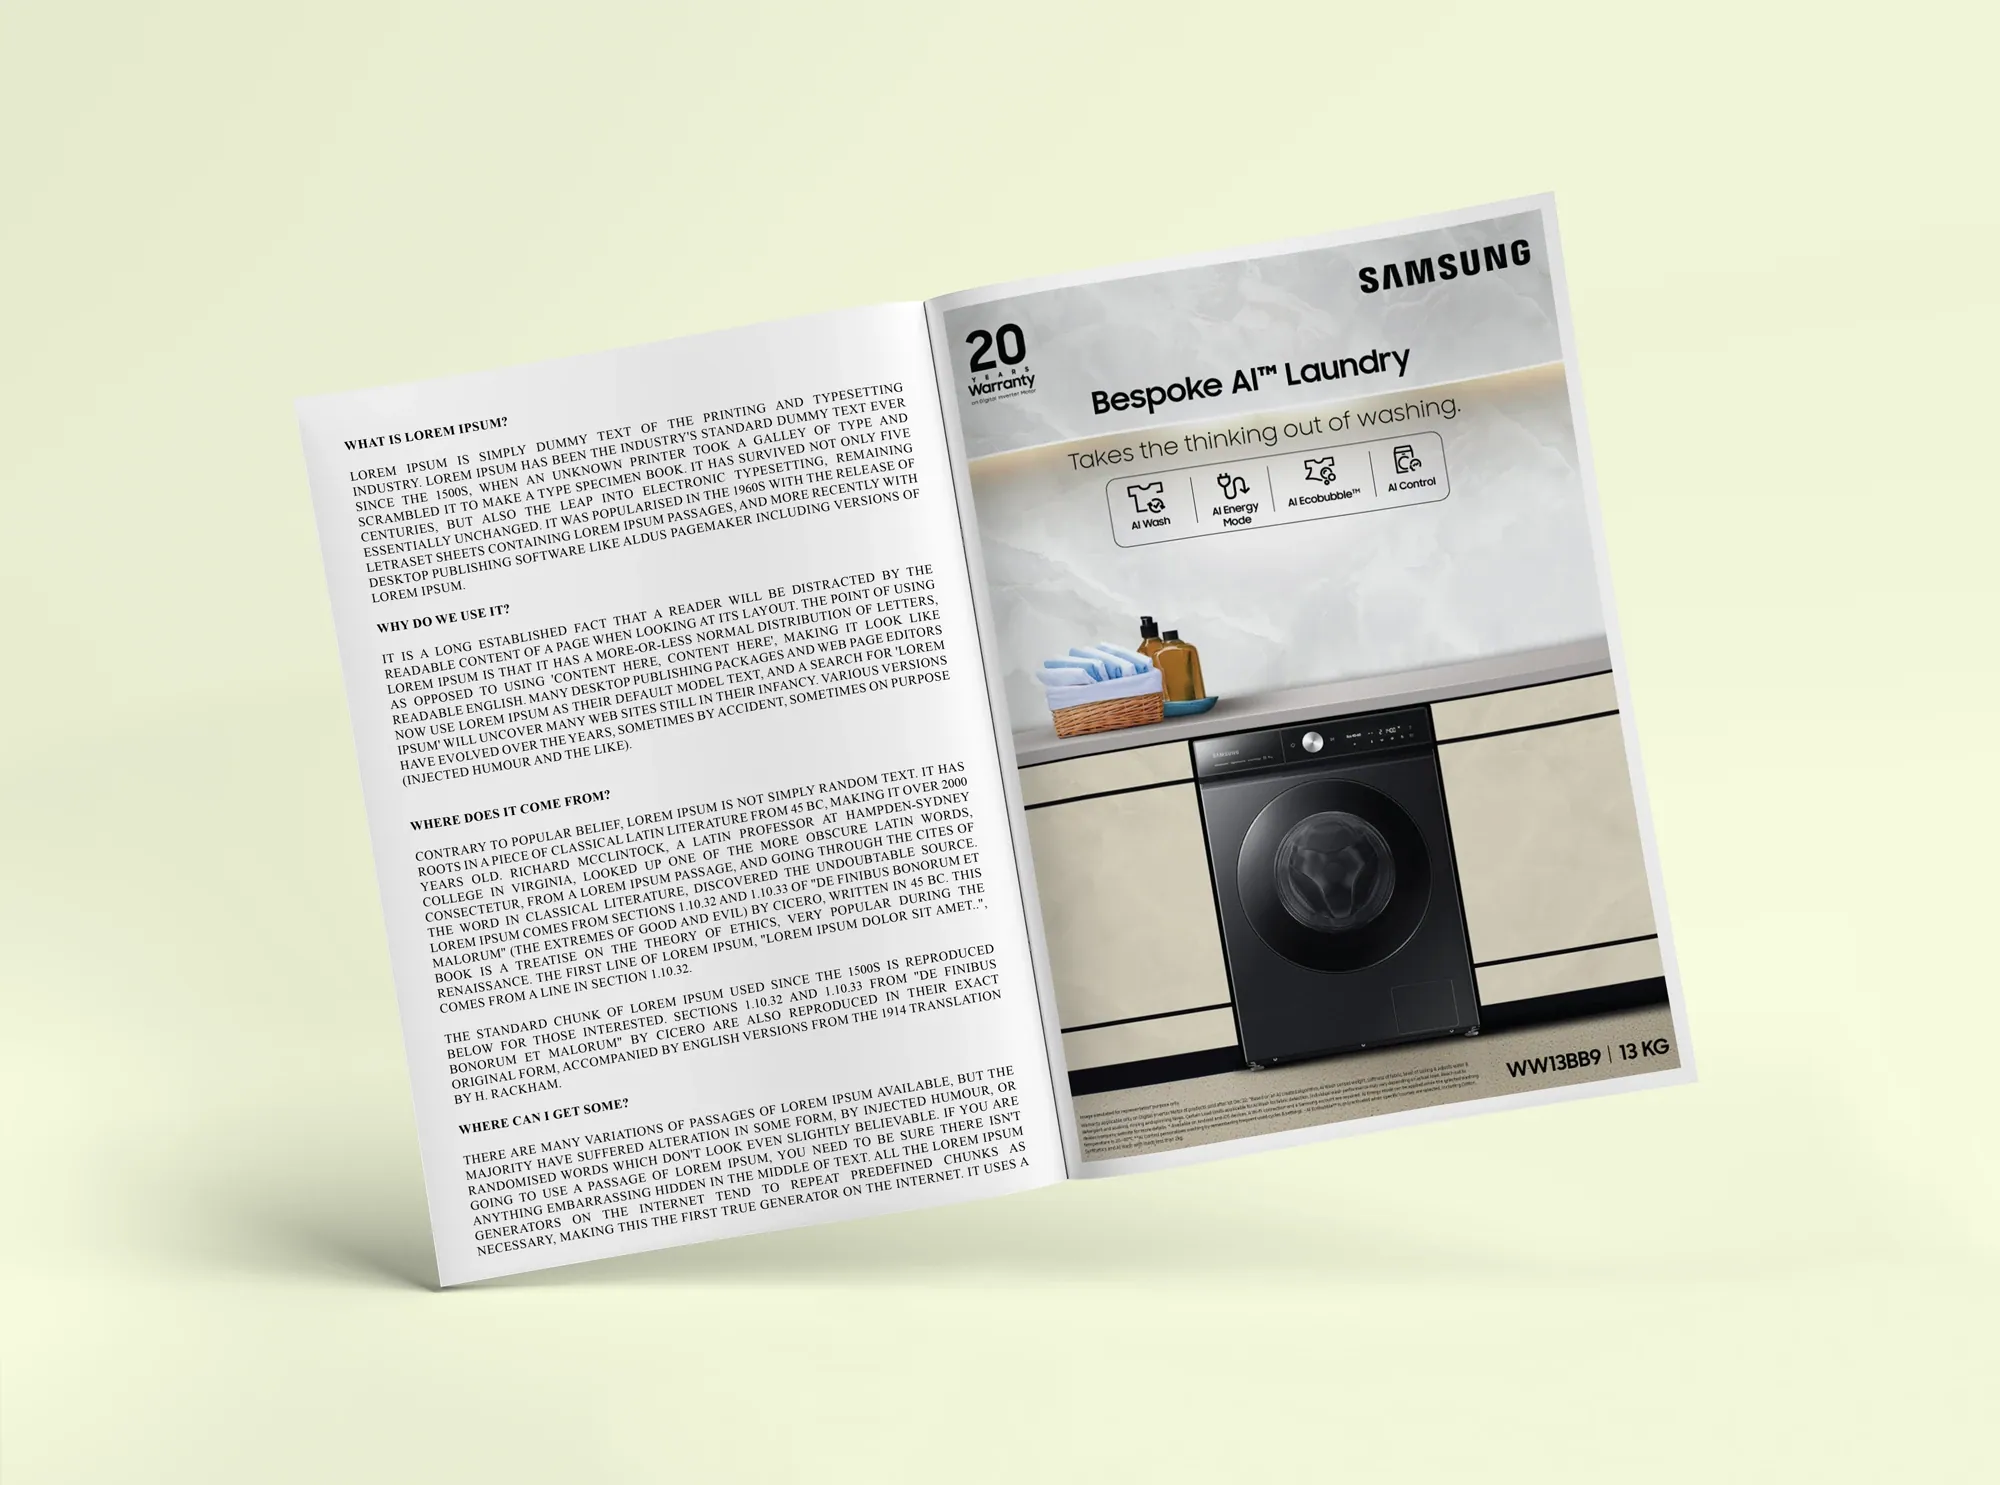 WHAT IS LOREM IPSUM?
LOREM IPSUM IS SIMPLY DUMMY TEXT OF THE PRINTING AND TYPESETTING
INDUSTRY. LOREM IPSUM HAS BEEN THE INDUSTRY'S STANDARD DUMMY TEXT EVER
SINCE THE 1500S, WHEN AN UNKNOWN PRINTER TOOK A GALLEY OF TYPE AND
SCRAMBLED IT TO MAKE A TYPE SPECIMEN BOOK. IT HAS SURVIVED NOT ONLY FIVE
CENTURIES, BUT ALSO THE LEAP INTO ELECTRONIC TYPESETTING, REMAINING
ESSENTIALLY UNCHANGED. IT WAS POPULARISED IN THE 1960S WITH THE RELEASE OF
LETRASET SHEETS CONTAINING LOREM IPSUM PASSAGES, AND MORE RECENTLY WITH
DESKTOP PUBLISHING SOFTWARE LIKE ALDUS PAGEMAKER INCLUDING VERSIONS OF
LOREM IPSUM.
WHY DO WE USE IT?
IT IS A LONG ESTABLISHED FACT THAT A READER WILL BE DISTRACTED BY THE
READABLE CONTENT OF A PAGE WHEN LOOKING AT ITS LAYOUT. THE POINT OF USING
LOREM IPSUM IS THAT IT HAS A MORE-OR-LESS NORMAL DISTRIBUTION OF LETTERS,
AS OPPOSED TO USING 'CONTENT HERE, CONTENT HERE', MAKING IT LOOK LIKE
READABLE ENGLISH. MANY DESKTOP PUBLISHING PACKAGES AND WEB PAGE EDITORS
NOW USE LOREM IPSUM AS THEIR DEFAULT MODEL TEXT, AND A SEARCH FOR 'LOREM
IPSUM' WILL UNCOVER MANY WEB SITES STILL IN THEIR INFANCY. VARIOUS VERSIONS
HAVE EVOLVED OVER THE YEARS, SOMETIMES BY ACCIDENT, SOMETIMES ON PURPOSE
(INJECTED HUMOUR AND THE LIKE).
WHERE DOES IT COME FROM?
CONTRARY TO POPULAR BELIEF, LOREM IPSUM IS NOT SIMPLY RANDOM TEXT. IT HAS
ROOTS IN A PIECE OF CLASSICAL LATIN LITERATURE FROM 45 BC, MAKING IT OVER 2000
YEARS OLD. RICHARD MCCLINTOCK, A LATIN PROFESSOR AT HAMPDEN-SYDNEY
COLLEGE IN VIRGINIA, LOOKED UP ONE OF THE MORE OBSCURE LATIN WORDS,
CONSECTETUR, FROM A LOREM IPSUM PASSAGE, AND GOING THROUGH THE CITES OF
THE WORD IN CLASSICAL LITERATURE, DISCOVERED THE UNDOUBTABLE SOURCE.
LOREM IPSUM COMES FROM SECTIONS 1.10.32 AND 1.10.33 OF "DE FINIBUS BONORUM ET
MALORUM" (THE EXTREMES OF GOOD AND EVIL) BY CICERO, WRITTEN IN 45 BC. THIS
BOOK IS A TREATISE ON THE THEORY OF ETHICS, VERY POPULAR DURING THE
RENAISSANCE. THE FIRST LINE OF LOREM IPSUM, "LOREM IPSUM DOLOR SIT AMET..",
COMES FROM A LINE IN SECTION 1.10.32.
THE STANDARD CHUNK OF LOREM IPSUM USED SINCE THE 1500S IS REPRODUCED
BELOW FOR THOSE INTERESTED. SECTIONS 1.10.32 AND 1.10.33 FROM "DE FINIBUS
BONORUM ET MALORUM" BY CICERO ARE ALSO REPRODUCED IN THEIR EXACT
ORIGINAL FORM, ACCOMPANIED BY ENGLISH VERSIONS FROM THE 1914 TRANSLATION
BY H. RACKHAM.
WHERE CAN I GET SOME?
THERE ARE MANY VARIATIONS OF PASSAGES OF LOREM IPSUM AVAILABLE, BUT THE
MAJORITY HAVE SUFFERED ALTERATION IN SOME FORM, BY INJECTED HUMOUR, OR
RANDOMISED WORDS WHICH DON'T LOOK EVEN SLIGHTLY BELIEVABLE. IF YOU ARE
GOING TO USE A PASSAGE OF LOREM IPSUM, YOU NEED TO BE SURE THERE ISN'T
ANYTHING EMBARRASSING HIDDEN IN THE MIDDLE OF TEXT. ALL THE LOREM IPSUM
GENERATORS ON THE INTERNET TEND TO REPEAT PREDEFINED CHUNKS AS
NECESSARY, MAKING THIS THE FIRST TRUE GENERATOR ON THE INTERNET. IT USES A
SAMSUNG
20
YEARS
Warranty
on Digital Inverter Motor
Bespoke AI™ Laundry
Takes the thinking out of washing.
AI Wash
AI Energy
Mode
AI Ecobubble™
AI Control
SAMSUNG
WW13BB9 | 13 KG